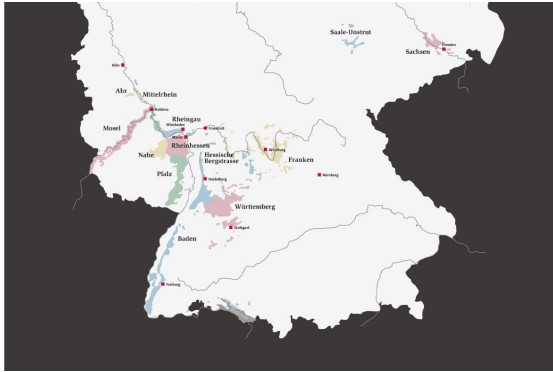 Saale-Unstrut
Dresden
Sachsen
Köln
Ahr
Mittelrhein
Koblenz
Rheingau
Wiesbaden
Frankfurt
Mosel
Mainz
Rheinhessen
Nahe
Hessische
Bergstrasse
Würzburg
Franken
Pfalz
Heidelberg
Nürnberg
Württemberg
Stuttgart
Baden
Freiburg